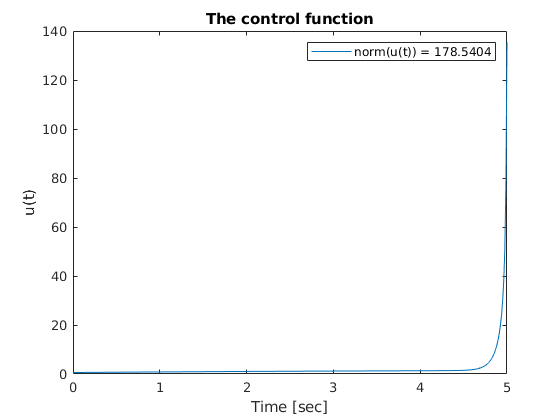 The control function
norm(u(t)) = 178.5404
140
120
100
80
60
40
20
0
u(t)
0 1 2 3 4 5
Time [sec]